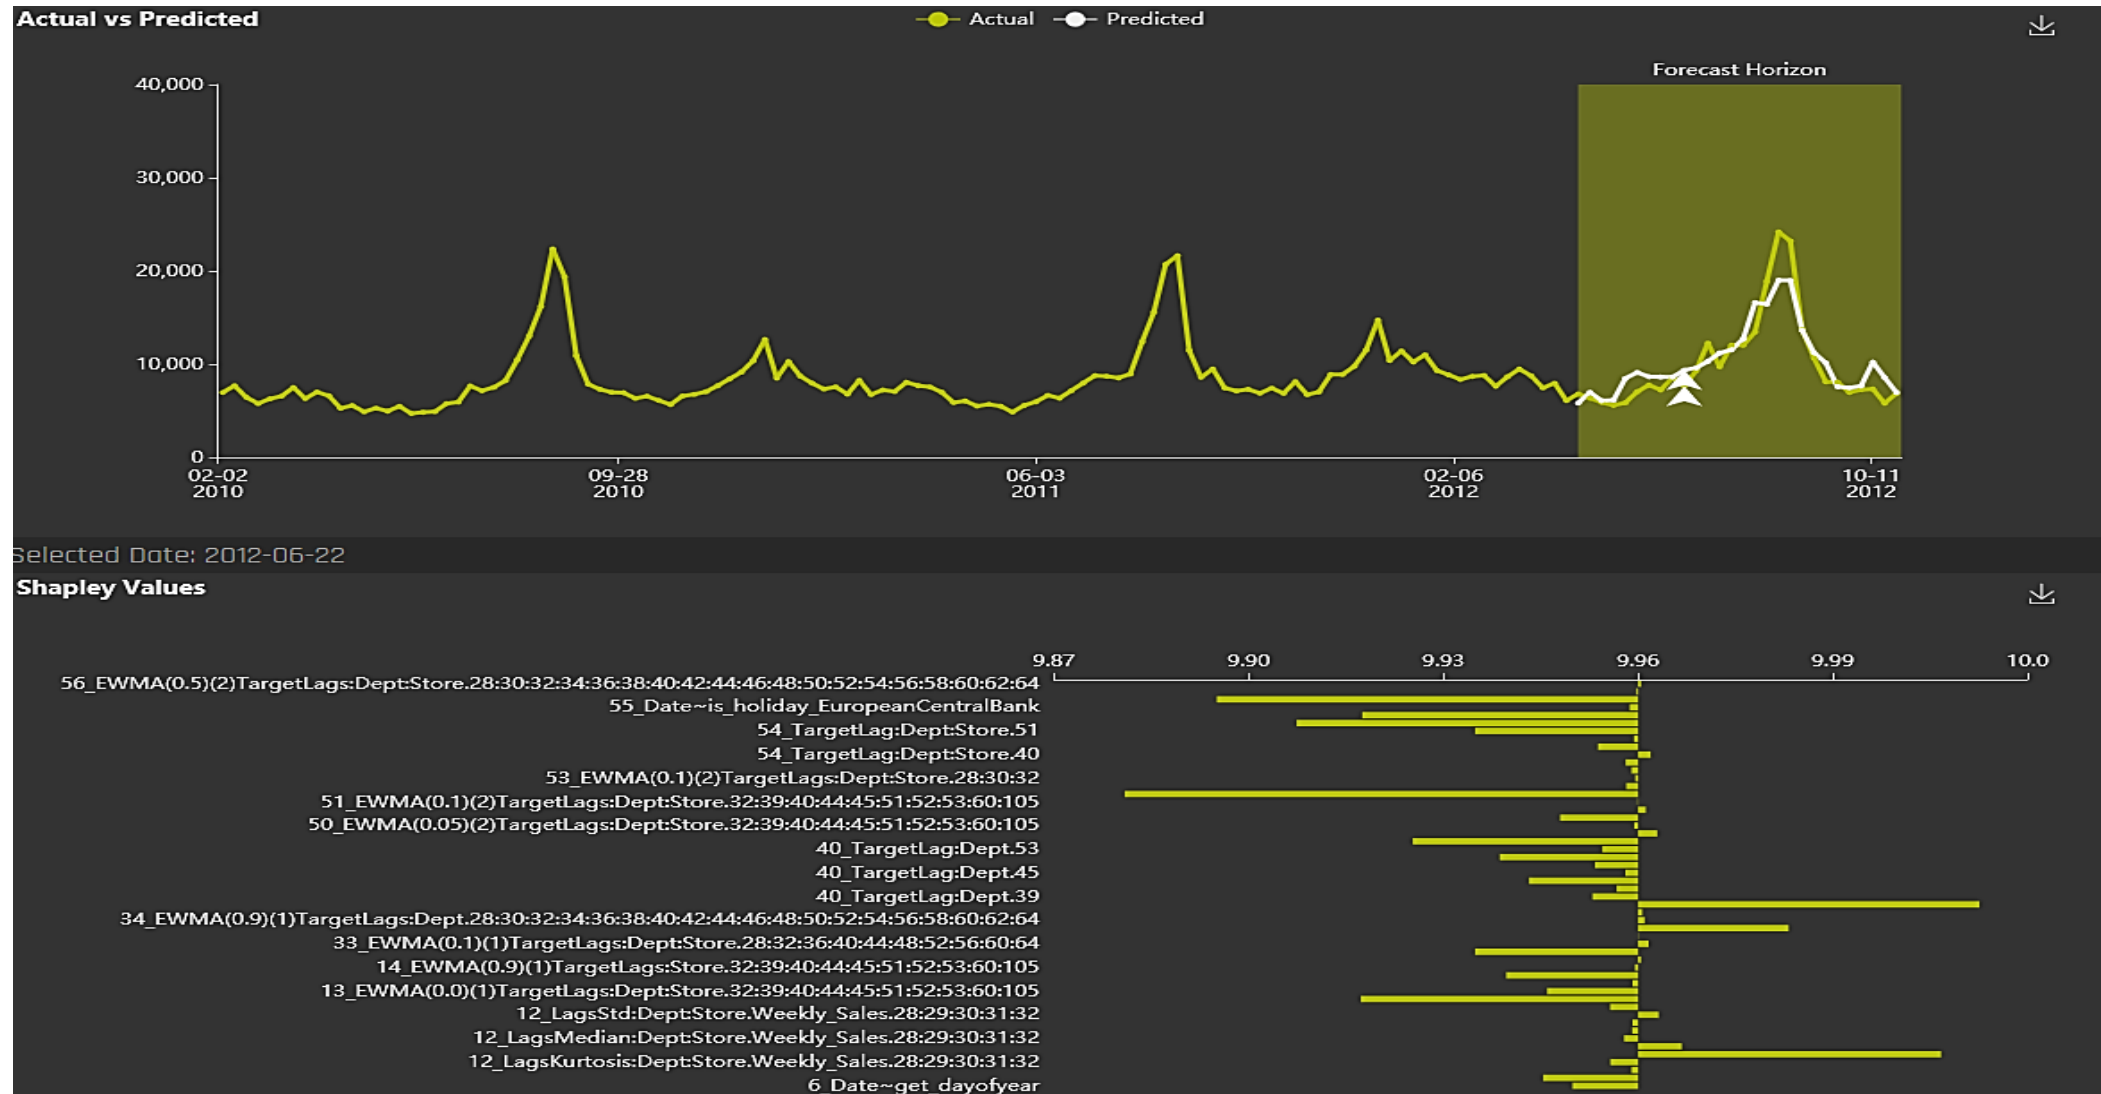 Actual vs Predicted
Actual Predicted
Forecast Horizon
40,000
30,000
20,000
10,000
0
02-02 09-28 06-03 02-06 10-11
2010 2010 2011 2012 2012
Selected Date: 2012-06-22
Shapley Values
9.87 9.90 9.93 9.96 9.99 10.0
56_EWMA(0.5)(2)TargetLags:Dept:Store.28:30:32:34:36:38:40:42:44:46:48:50:52:54:56:58:60:62:64
55_Date~is_holiday_EuropeanCentralBank
54_TargetLag:Dept:Store.51
54_TargetLag:Dept:Store.40
53_EWMA(0.1)(2)TargetLags:Dept:Store.28:30:32
51_EWMA(0.1)(2)TargetLags:Dept:Store.32:39:40:44:45:51:52:53:60:105
50_EWMA(0.05)(2)TargetLags:Dept:Store.32:39:40:44:45:51:52:53:60:105
40_TargetLag:Dept.53
40_TargetLag:Dept.45
40_TargetLag:Dept.39
34_EWMA(0.9)(1)TargetLags:Dept.28:30:32:34:36:38:40:42:44:46:48:50:52:54:56:58:60:62:64
33_EWMA(0.1)(1)TargetLags:Dept:Store.28:32:36:40:44:48:52:56:60:64
14_EWMA(0.9)(1)TargetLags:Store.32:39:40:44:45:51:52:53:60:105
13_EWMA(0.0)(1)TargetLags:Dept:Store.32:39:40:44:45:51:52:53:60:105
12_LagsStd:Dept:Store.Weekly_Sales.28:29:30:31:32
12_LagsMedian:Dept:Store.Weekly_Sales.28:29:30:31:32
12_LagsKurtosis:Dept:Store.Weekly_Sales.28:29:30:31:32
6_Date~get_dayofyear